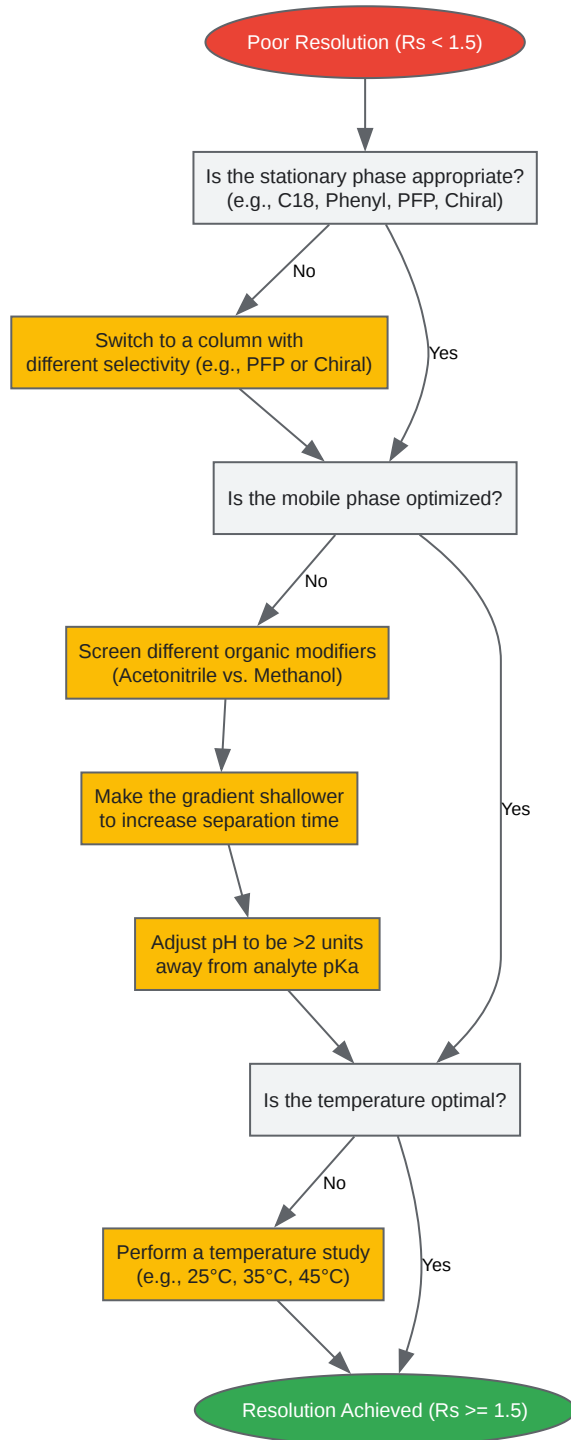 Poor Resolution (Rs < 1.5)
Is the stationary phase appropriate?
(e.g., C18, Phenyl, PFP, Chiral)
No
Switch to a column with
different selectivity (e.g., PFP or Chiral)
Yes
Is the mobile phase optimized?
No
Screen different organic modifiers
(Acetonitrile vs. Methanol)
Make the gradient shallower
to increase separation time
Yes
Adjust pH to be >2 units
away from analyte pKa
Is the temperature optimal?
No
Perform a temperature study
(e.g., 25°C, 35°C, 45°C)
Yes
Resolution Achieved (Rs >= 1.5)